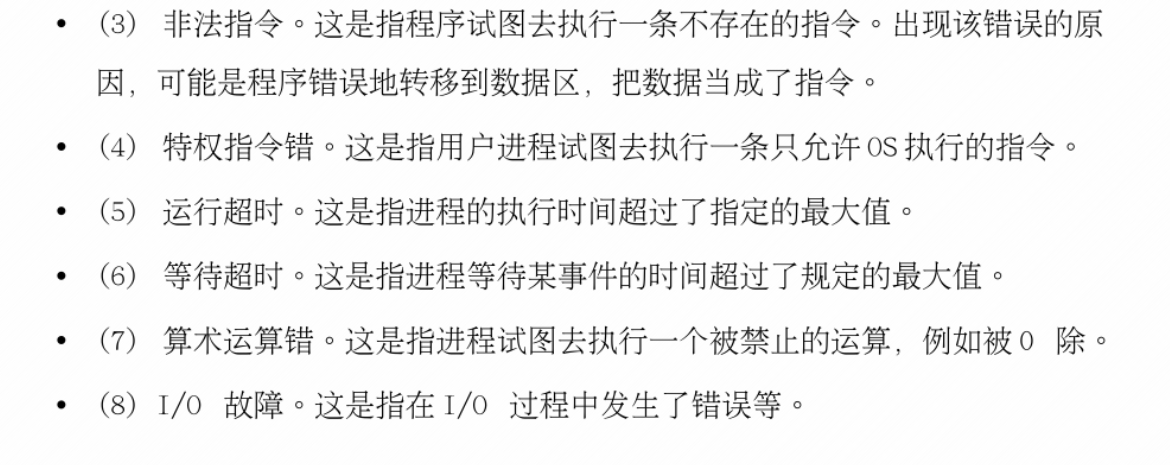 • (3) 非法指令。这是指程序试图去执行一条不存在的指令。出现该错误的原
因，可能是程序错误地转移到数据区，把数据当成了指令。
• (4) 特权指令错。这是指用户进程试图去执行一条只允许OS执行的指令。
• (5) 运行超时。这是指进程的执行时间超过了指定的最大值。
• (6) 等待超时。这是指进程等待某事件的时间超过了规定的最大值。
• (7) 算术运算错。这是指进程试图去执行一个被禁止的运算，例如被0 除。
• (8) I/O 故障。这是指在I/O 过程中发生了错误等。